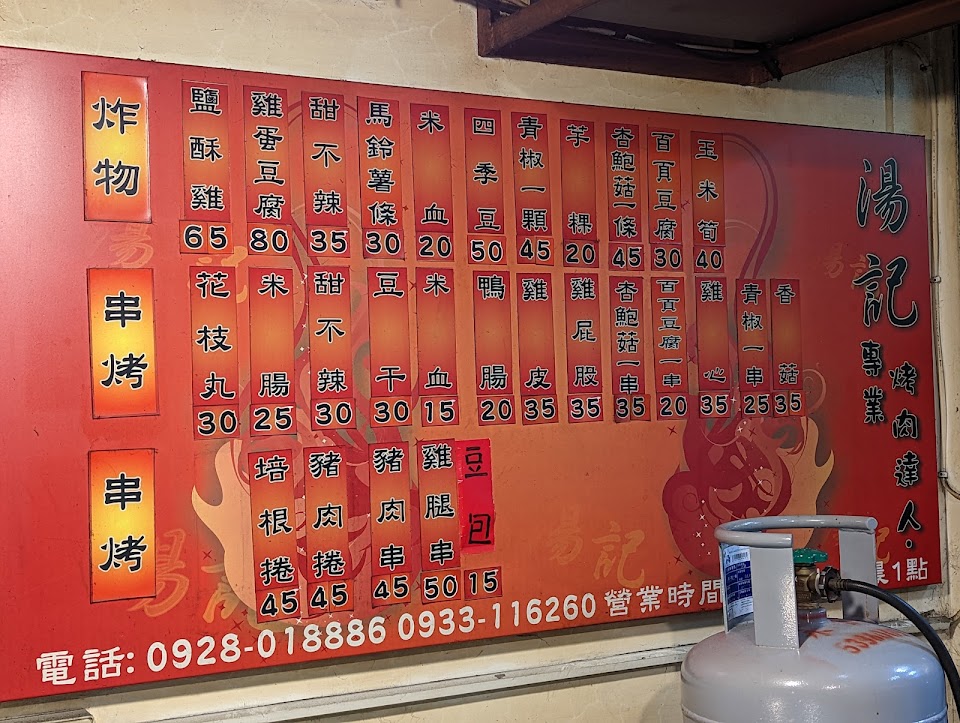 湯記 專業 烤肉達人.
炸物
鹽酥雞 65
雞蛋豆腐 80
甜不辣 35
馬鈴薯條 30
米血 20
四季豆 50
青椒一顆 45
芋粿 20
杏鮑菇一條 45
百頁豆腐 30
玉米筍 40
串烤
花枝丸 30
米腸 25
甜不辣 30
豆干 30
米血 15
鴨腸 20
雞皮 35
雞屁股 35
杏鮑菇一串 35
百頁豆腐一串 20
雞心 35
青椒一串 25
香菇 35
串烤
培根捲 45
豬肉捲 45
豬肉串 45
雞腿串 50
豆包 15
電話: 0928-018886 0933-116260 營業時間
1點